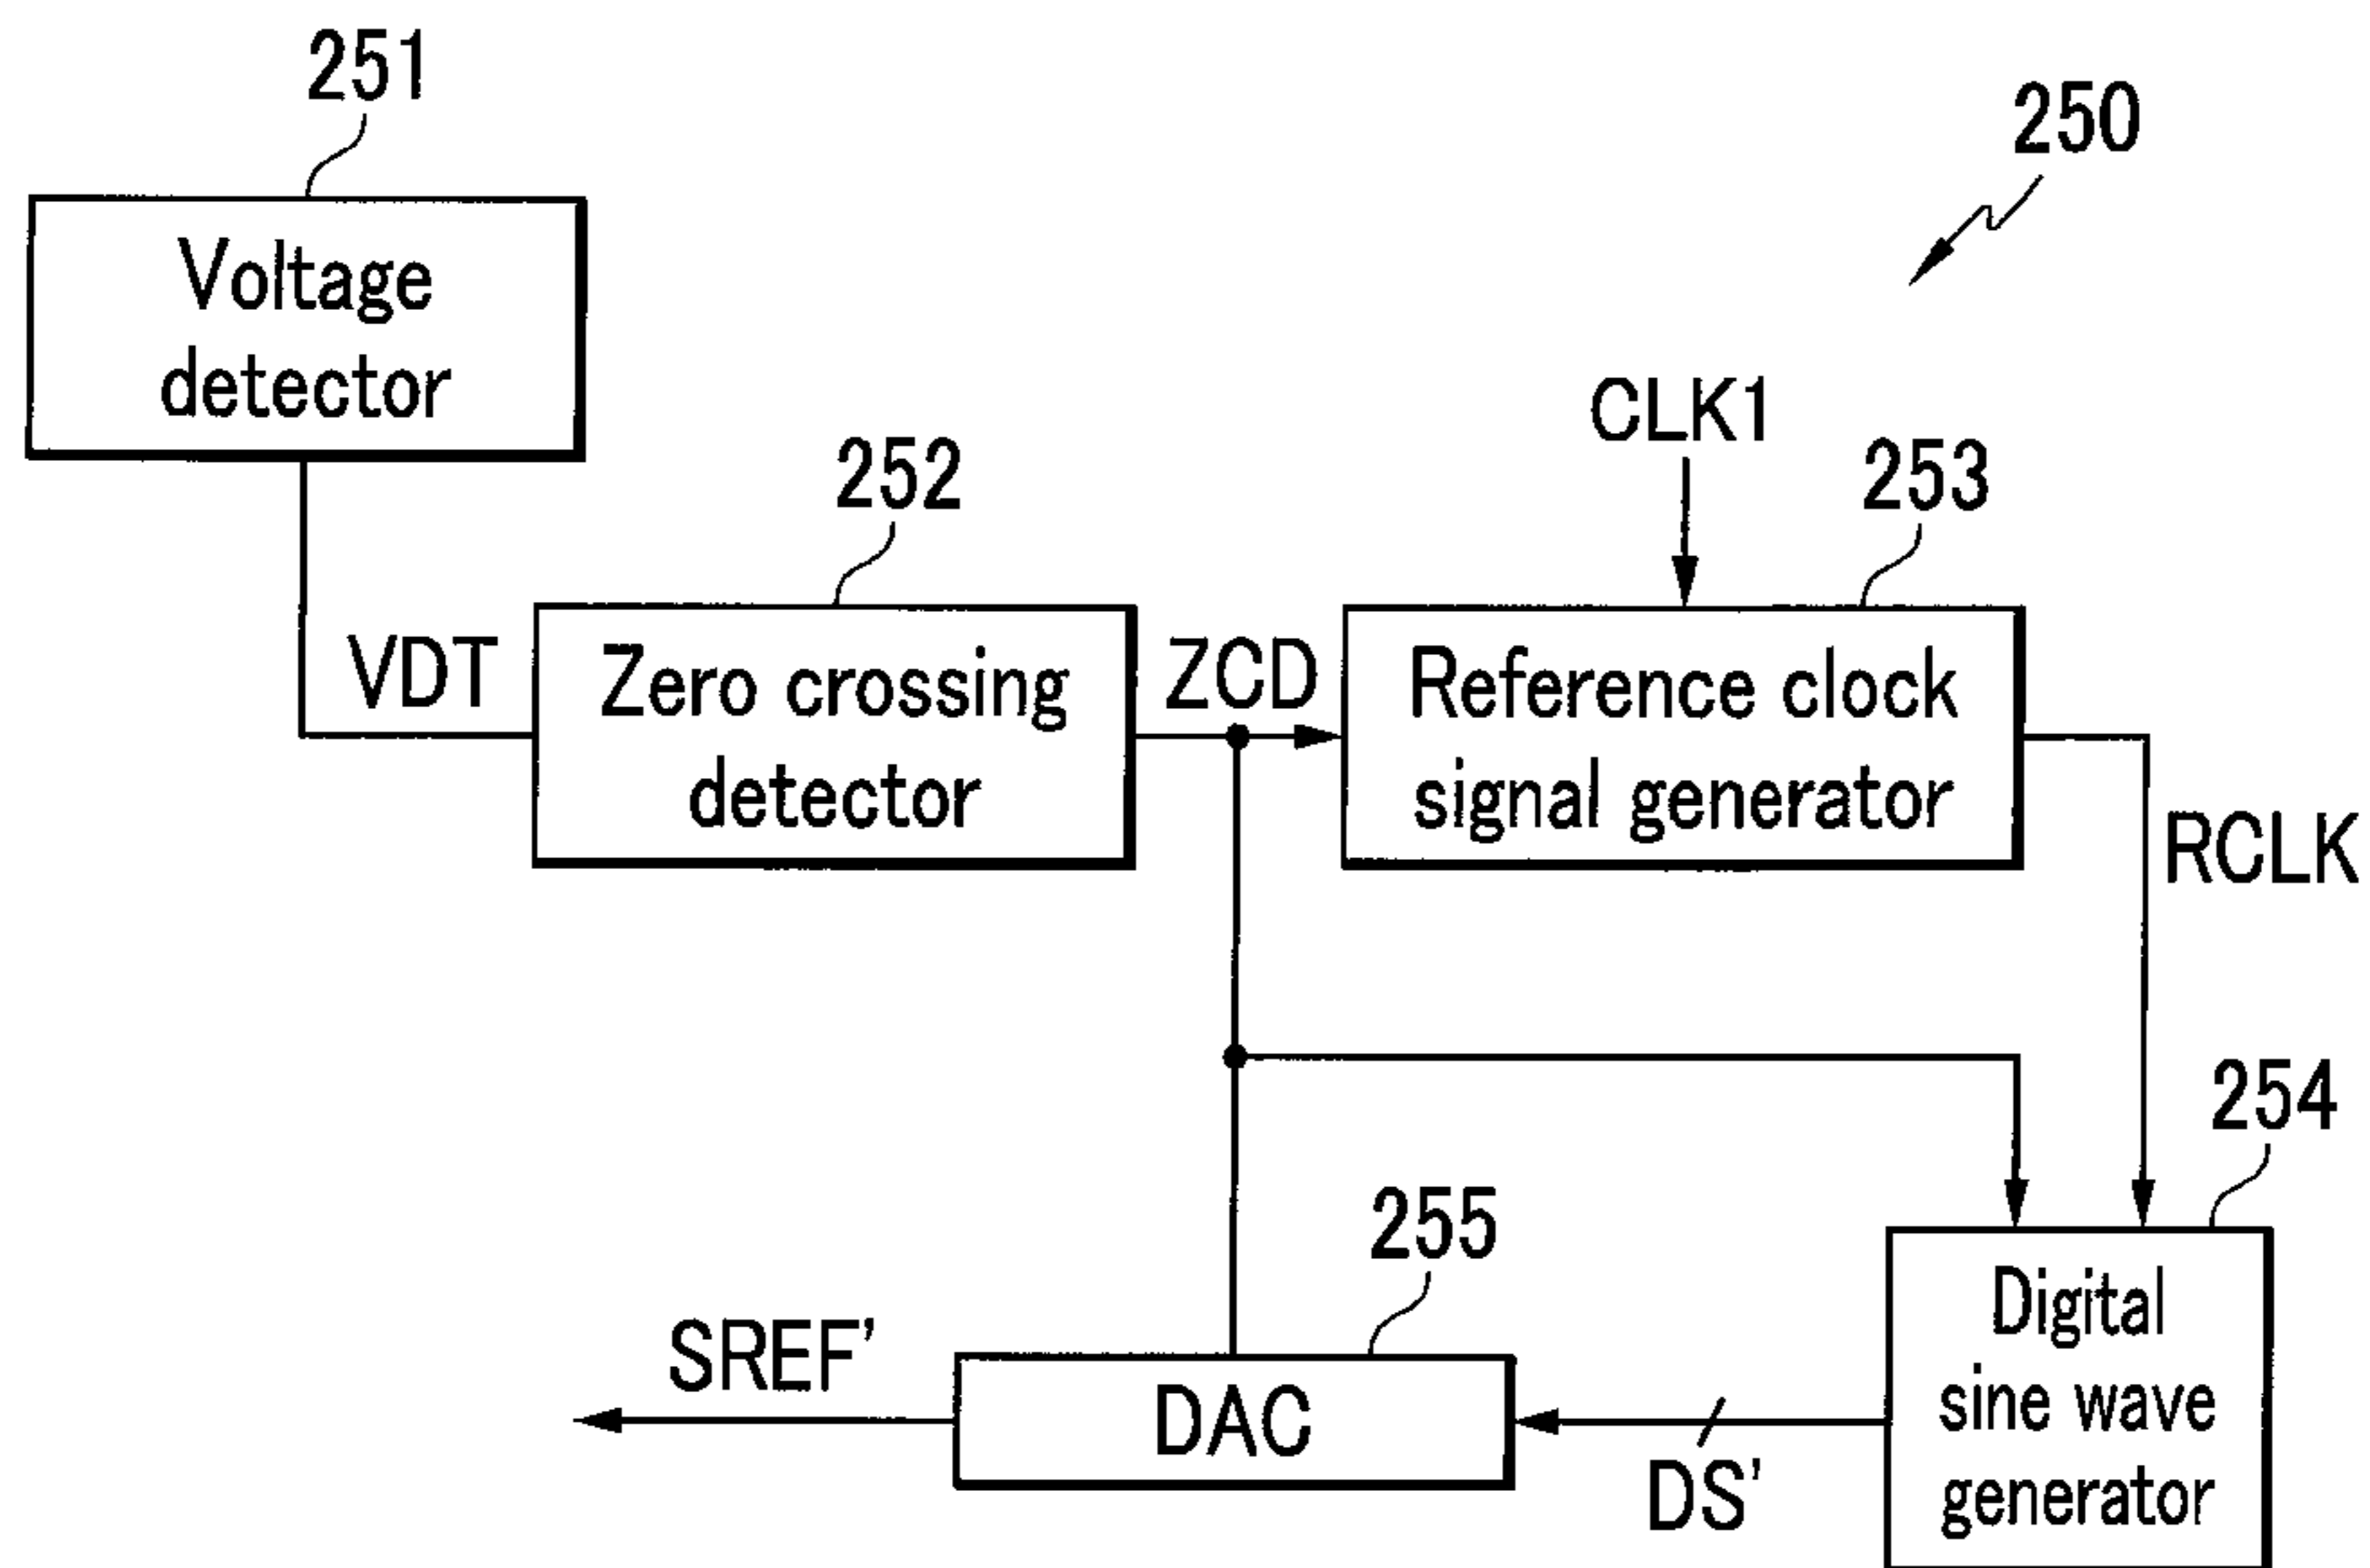 251
250
Voltage
detector
CLK1
252
253
VDT
Zero crossing
detector
ZCD
Reference clock
signal generator
RCLK
254
255
SREF'
DAC
DS'
Digital
sine wave
generator